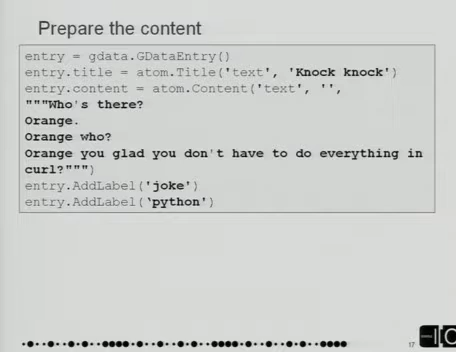 Prepare the content
entry = gdata.GDataEntry()
entry.title = atom.Title('text', 'Knock knock')
entry.content = atom.Content('text', '',
"""Who's there?
Orange.
Orange who?
Orange you glad you don't have to do everything in
curl?""")
entry.AddLabel('joke')
entry.AddLabel(‘python')
17